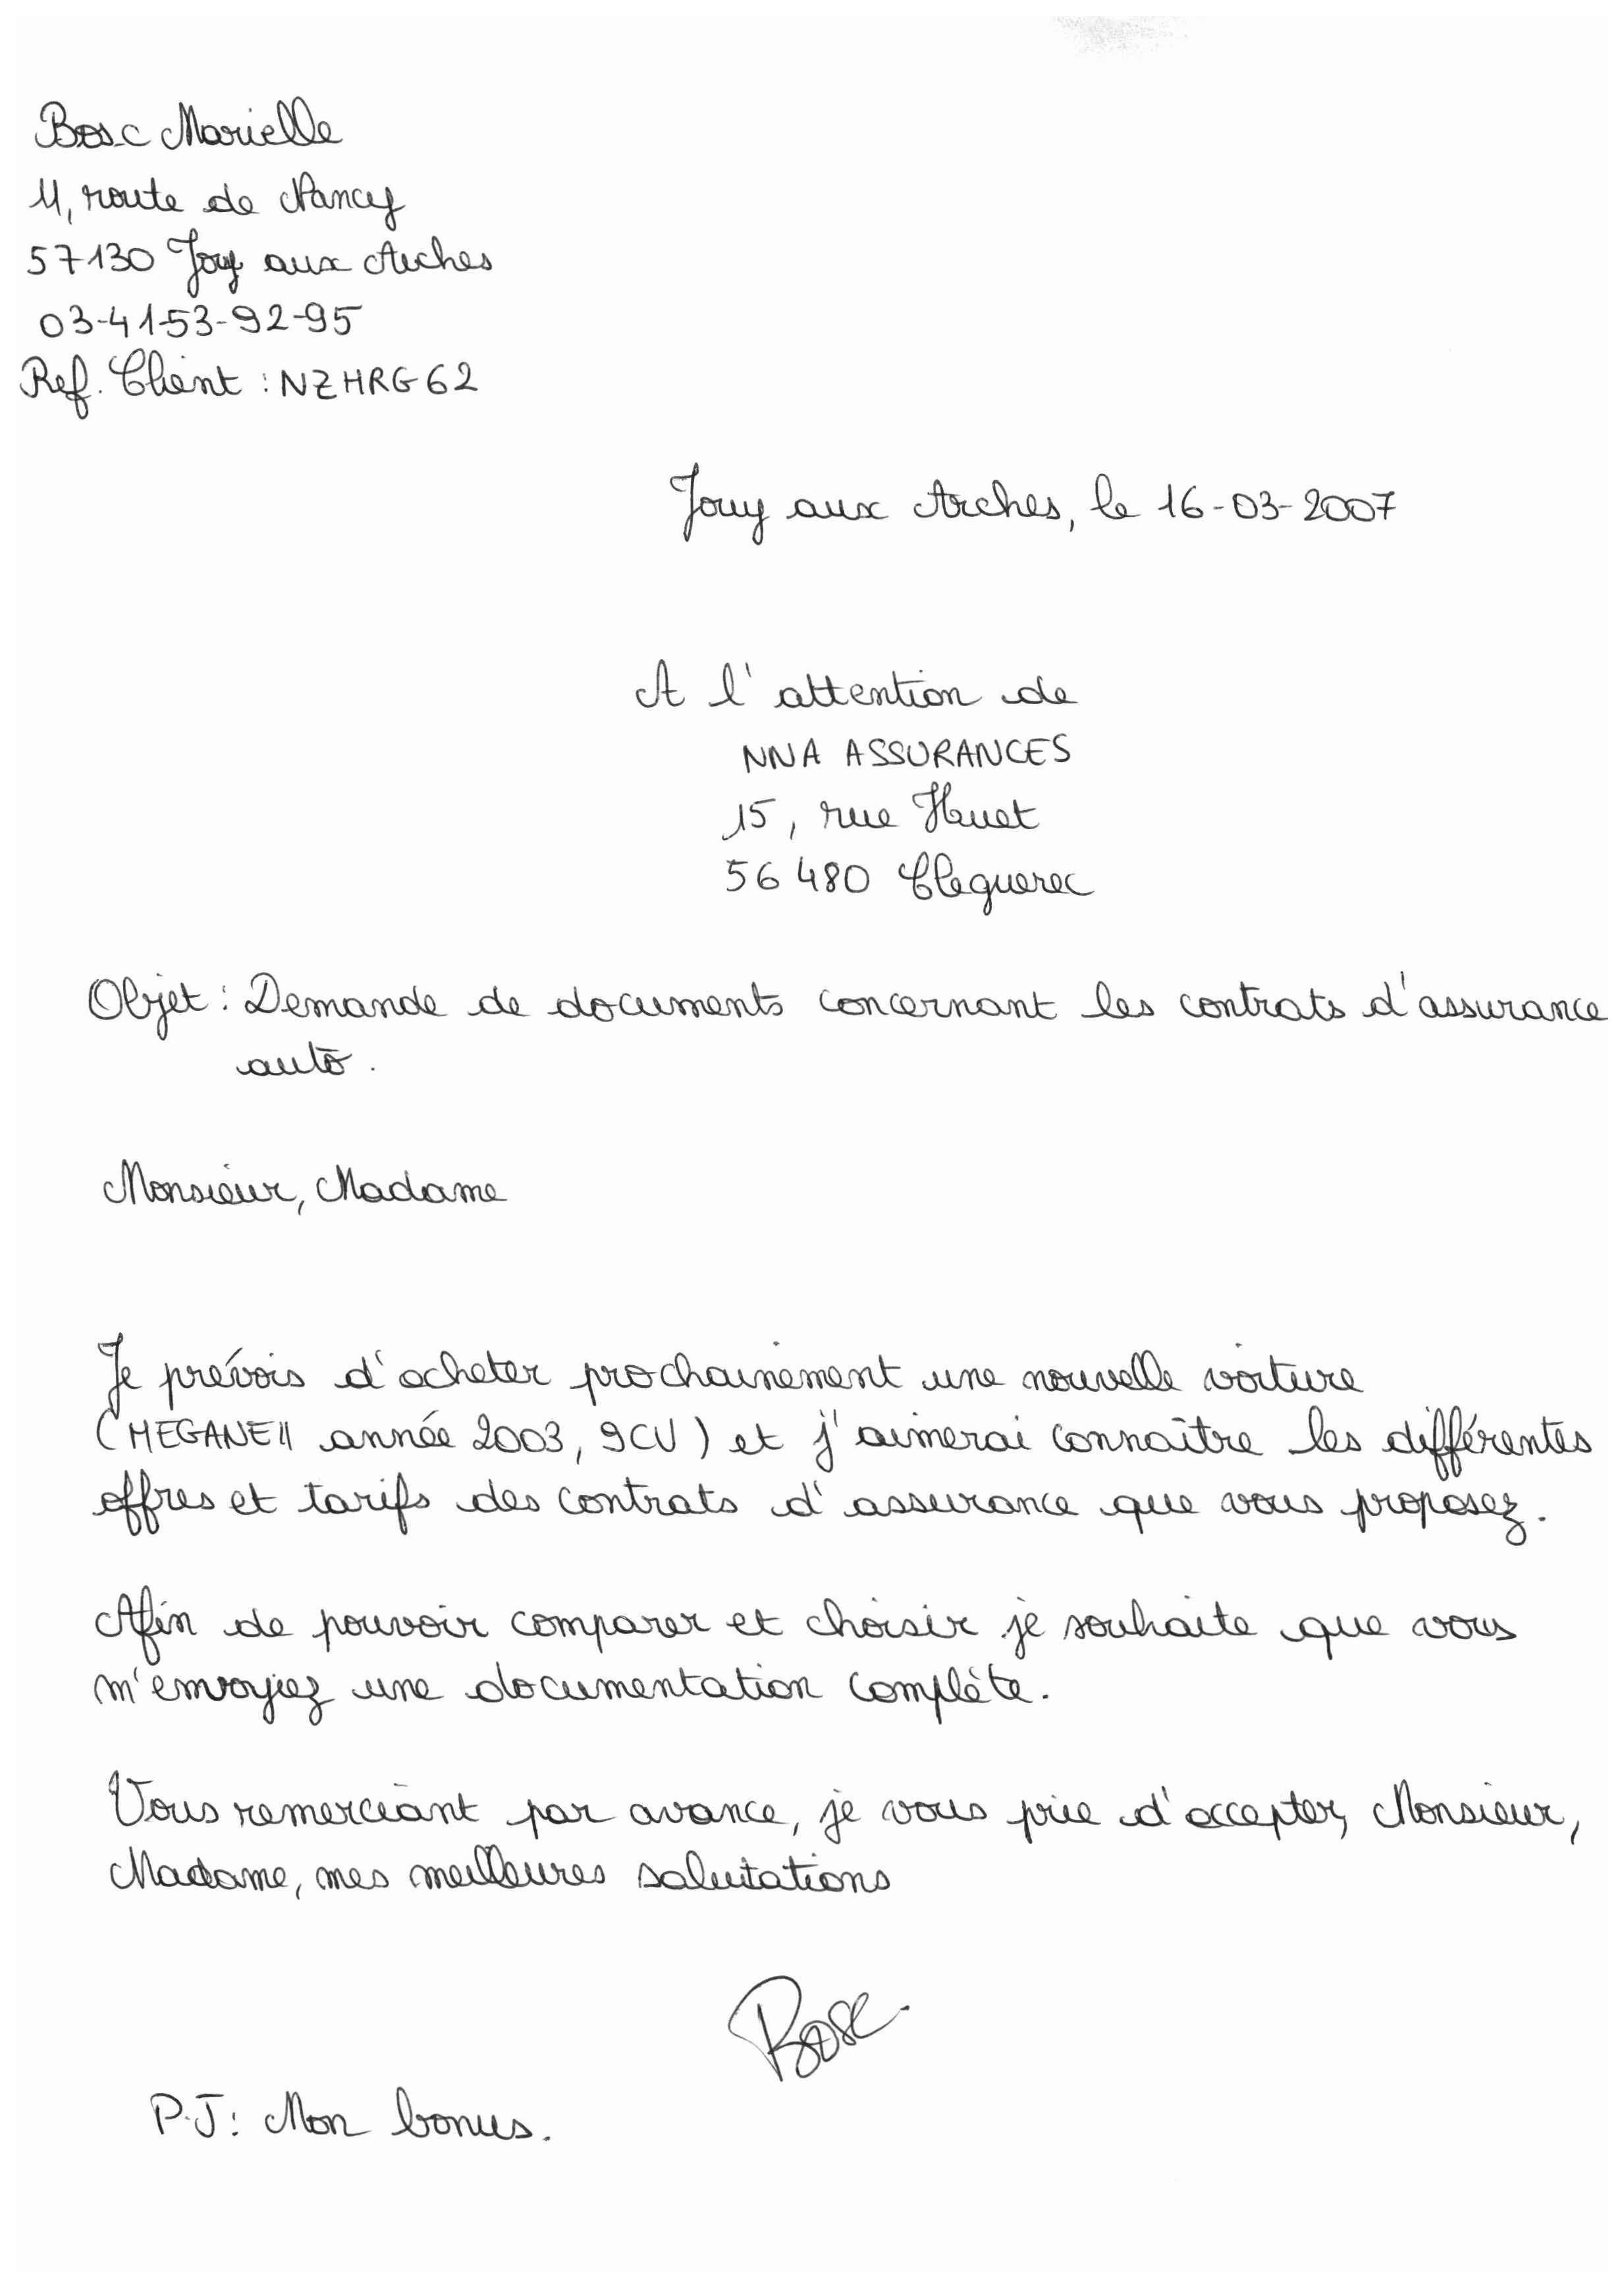 Bosc Marielle
11, route de Nancy
57130 Jouy aux Arches
03-41-53-92-95
Ref. Client : NZHRG62
Jouy aux Arches, le 16-03-2007
A l'attention de
NNA ASSURANCES
15, rue Huet
56 480 Cleguerec
Objet : Demande de documents concernant les contrats d'assurance
auto.
Monsieur, Madame
Je prévois d'acheter prochainement une nouvelle voiture
(MEGANE II année 2003, 9CV) et j'aimerai connaître les différentes
offres et tarifs des contrats d'assurance que vous proposez.
Afin de pouvoir comparer et choisir je souhaite que vous
m'envoyiez une documentation complète.
Vous remerciant par avance, je vous prie d'accepter, Monsieur,
Madame, mes meilleures salutations
Bosc
P.J: Mon bonus.